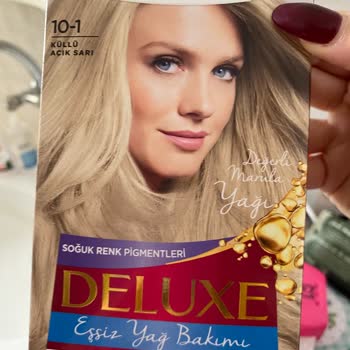 10-1
KÜLLÜ
AÇIK SARI
Değerli
Marula
Yağı
SOĞUK RENK PİGMENTLERİ
DELUXE
Eşsiz Yağ Bakımı